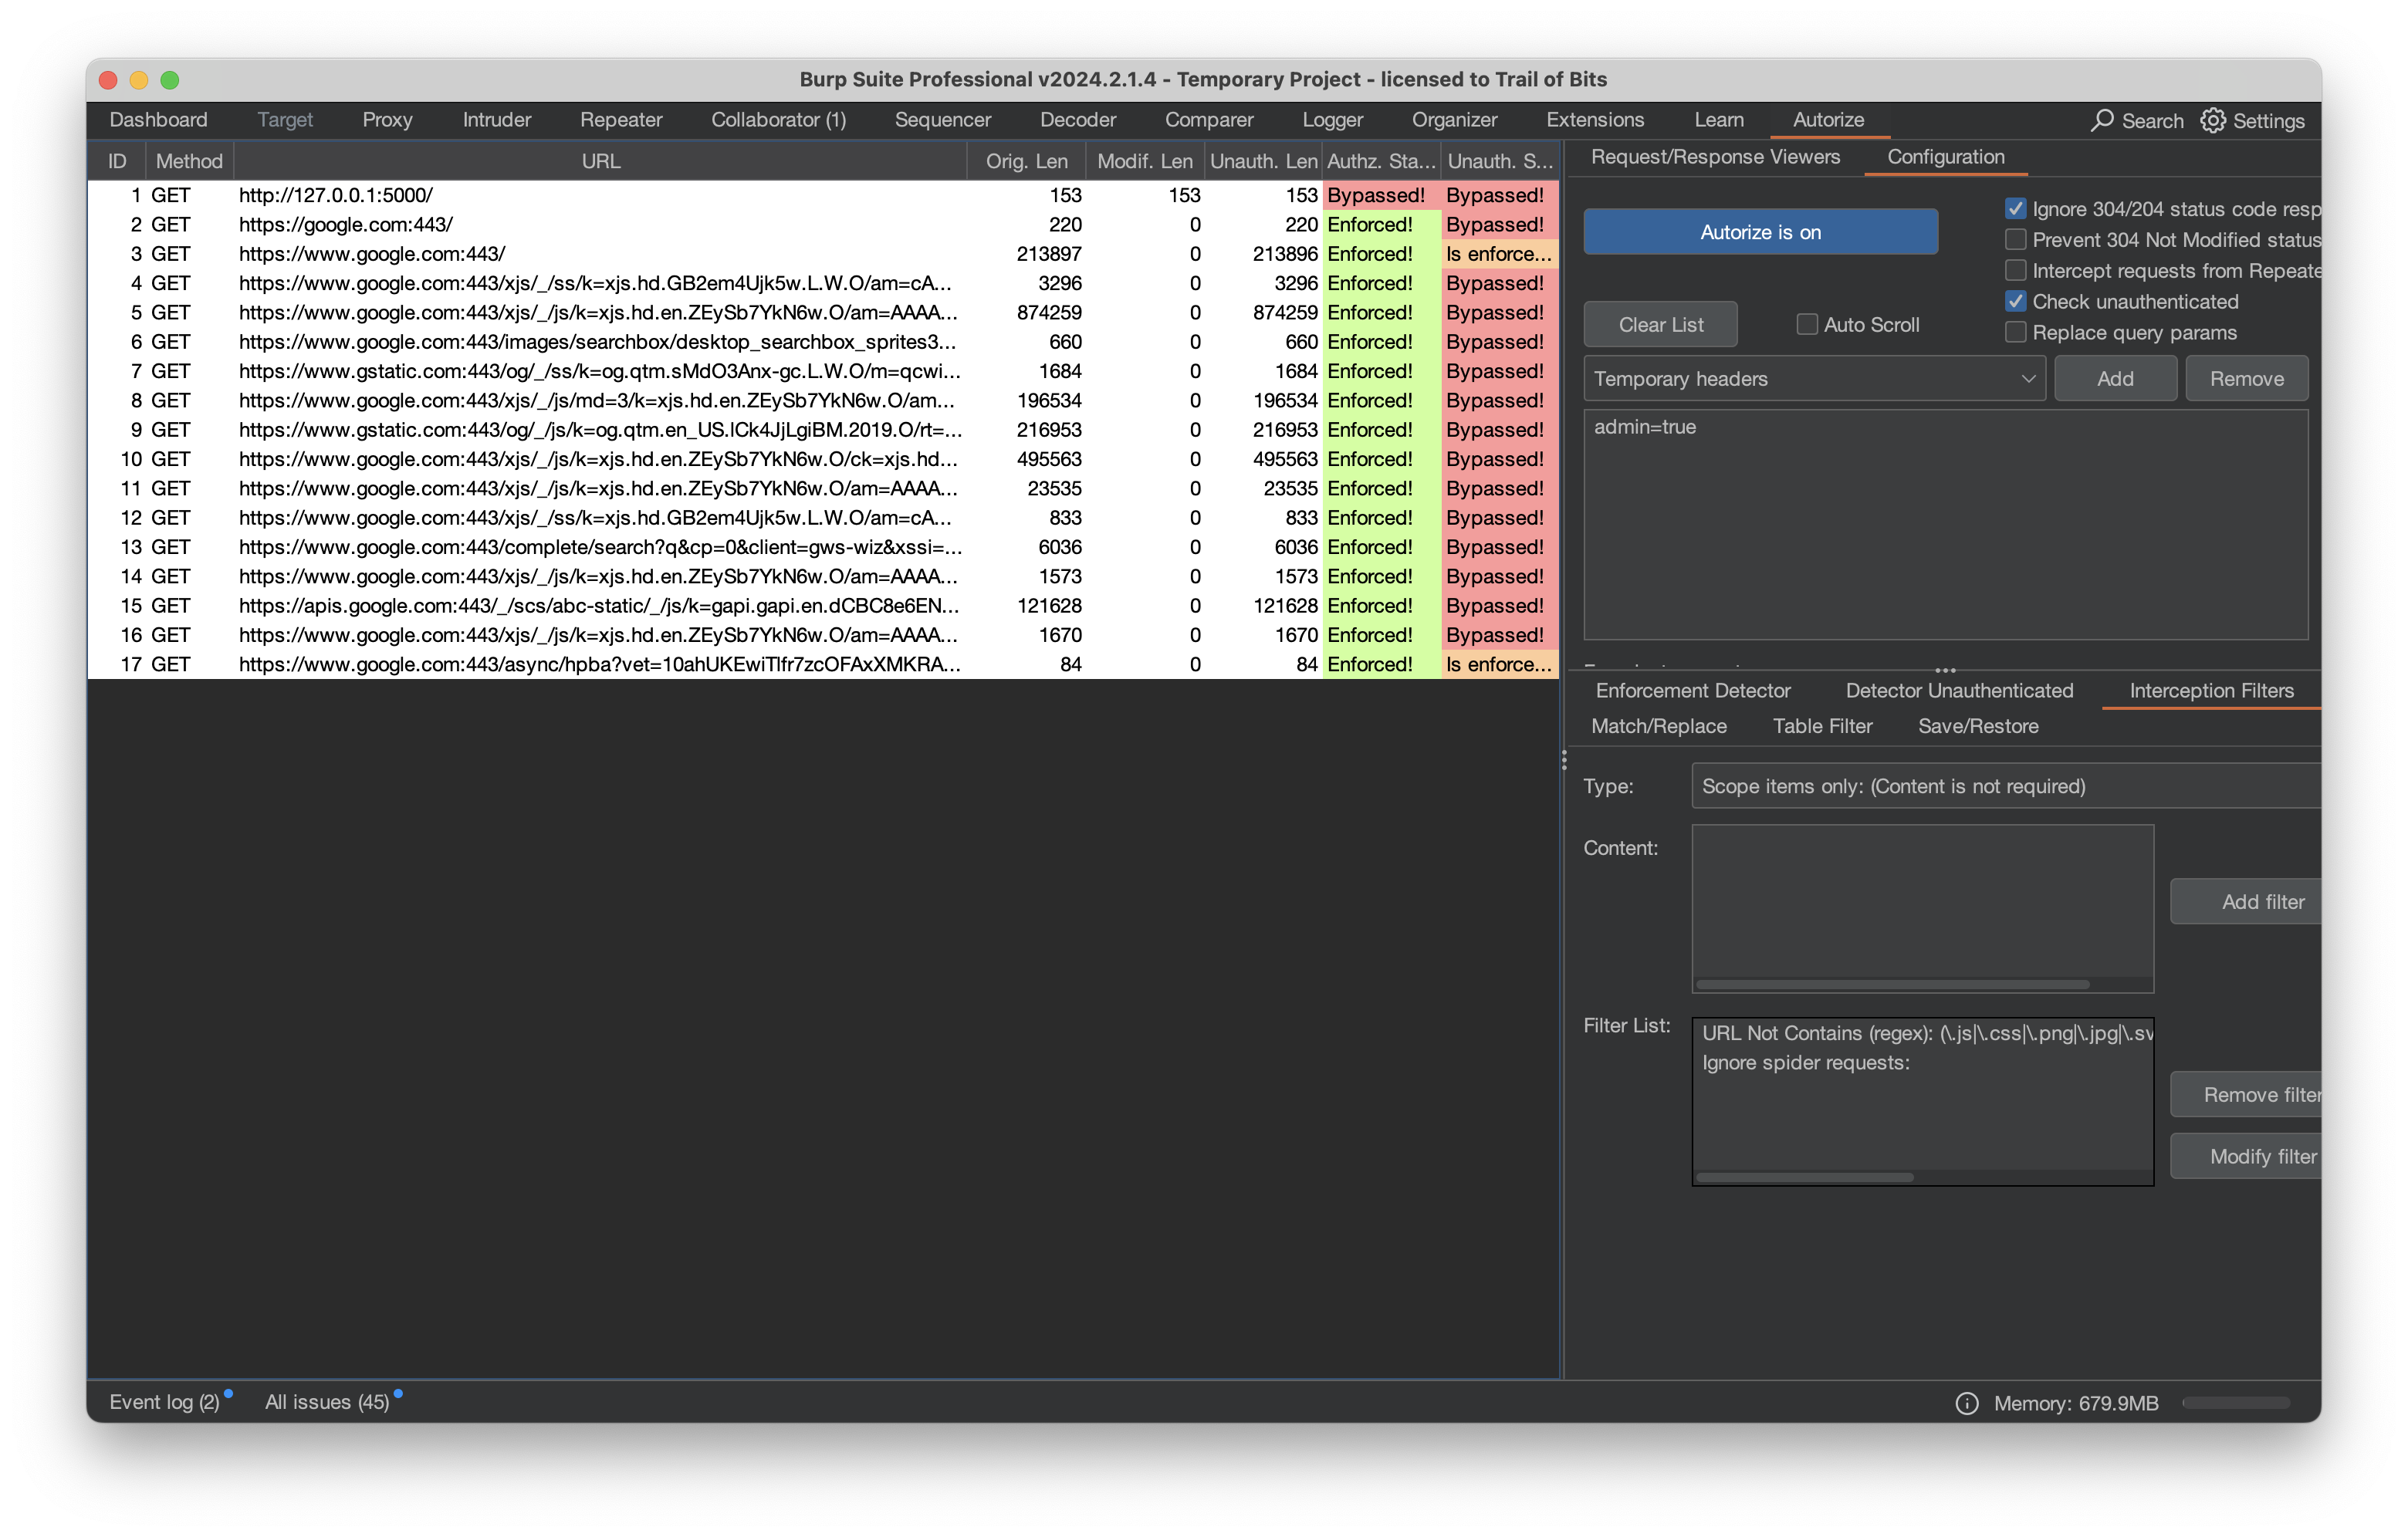 Burp Suite Professional v2024.2.1.4 - Temporary Project - licensed to Trail of Bits
Dashboard Target Proxy Intruder Repeater Collaborator (1) Sequencer Decoder Comparer Logger Organizer Extensions Learn Autorize Search Settings
ID Method URL Orig. Len Modif. Len Unauth. Len Authz. Sta... Unauth. S...
1 GET http://127.0.0.1:5000/ 153 153 153 Bypassed! Bypassed!
2 GET https://google.com:443/ 220 0 220 Enforced! Bypassed!
3 GET https://www.google.com:443/ 213897 0 213896 Enforced! Is enforce...
4 GET https://www.google.com:443/xjs/_/ss/k=xjs.hd.GB2em4Ujk5w.L.W.O/am=cA... 3296 0 3296 Enforced! Bypassed!
5 GET https://www.google.com:443/xjs/_/js/k=xjs.hd.en.ZEySb7YkN6w.O/am=AAAA... 874259 0 874259 Enforced! Bypassed!
6 GET https://www.google.com:443/images/searchbox/desktop_searchbox_sprites3... 660 0 660 Enforced! Bypassed!
7 GET https://www.gstatic.com:443/og/_/ss/k=og.qtm.sMdO3Anx-gc.L.W.O/m=qcwi... 1684 0 1684 Enforced! Bypassed!
8 GET https://www.google.com:443/xjs/_/js/md=3/k=xjs.hd.en.ZEySb7YkN6w.O/am... 196534 0 196534 Enforced! Bypassed!
9 GET https://www.gstatic.com:443/og/_/js/k=og.qtm.en_US.lCk4JjLgiBM.2019.O/rt=... 216953 0 216953 Enforced! Bypassed!
10 GET https://www.google.com:443/xjs/_/js/k=xjs.hd.en.ZEySb7YkN6w.O/ck=xjs.hd... 495563 0 495563 Enforced! Bypassed!
11 GET https://www.google.com:443/xjs/_/js/k=xjs.hd.en.ZEySb7YkN6w.O/am=AAAA... 23535 0 23535 Enforced! Bypassed!
12 GET https://www.google.com:443/xjs/_/ss/k=xjs.hd.GB2em4Ujk5w.L.W.O/am=cA... 833 0 833 Enforced! Bypassed!
13 GET https://www.google.com:443/complete/search?q&cp=0&client=gws-wiz&xssi=... 6036 0 6036 Enforced! Bypassed!
14 GET https://www.google.com:443/xjs/_/js/k=xjs.hd.en.ZEySb7YkN6w.O/am=AAAA... 1573 0 1573 Enforced! Bypassed!
15 GET https://apis.google.com:443/_/scs/abc-static/_/js/k=gapi.gapi.en.dCBC8e6EN... 121628 0 121628 Enforced! Bypassed!
16 GET https://www.google.com:443/xjs/_/js/k=xjs.hd.en.ZEySb7YkN6w.O/am=AAAA... 1670 0 1670 Enforced! Bypassed!
17 GET https://www.google.com:443/async/hpba?vet=10ahUKEwiTlfr7zcOFAxXMKRA... 84 0 84 Enforced! Is enforce...
Request/Response Viewers Configuration
Autorize is on
Ignore 304/204 status code resp
Prevent 304 Not Modified status
Intercept requests from Repeate
Check unauthenticated
Replace query params
Clear List Auto Scroll
Temporary headers Add Remove
admin=true
Enforcement Detector Detector Unauthenticated Interception Filters
Match/Replace Table Filter Save/Restore
Type: Scope items only: (Content is not required)
Content:
Add filter
Filter List: URL Not Contains (regex): (\.js|\.css|\.png|\.jpg|\.sv
Ignore spider requests:
Remove filter
Modify filter
Event log (2) All issues (45) Memory: 679.9MB